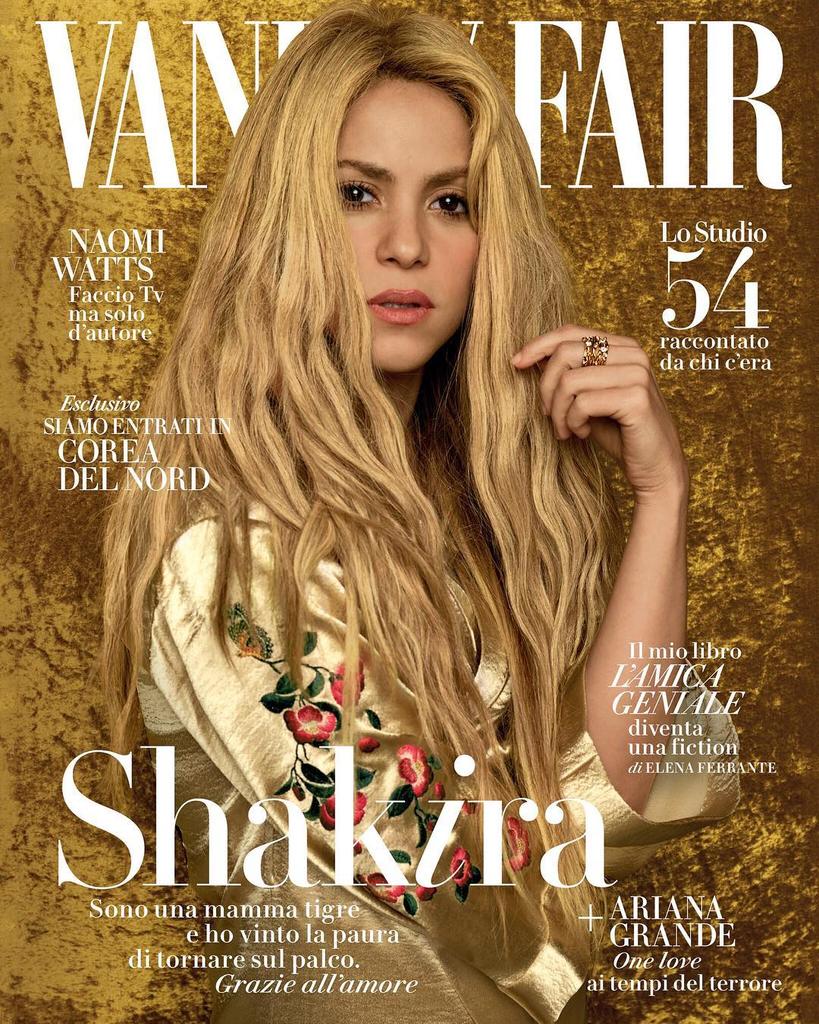 VANITY FAIR
NAOMI
WATTS
Faccio Tv
ma solo
d'autore
Lo Studio
54
raccontato
da chi c'era
Esclusivo
SIAMO ENTRATI IN
COREA
DEL NORD
Il mio libro
L'AMICA
GENIALE
diventa
una fiction
di ELENA FERRANTE
Shakira
Sono una mamma tigre
e ho vinto la paura
di tornare sul palco.
Grazie all'amore
+ ARIANA
GRANDE
One love
ai tempi del terrore